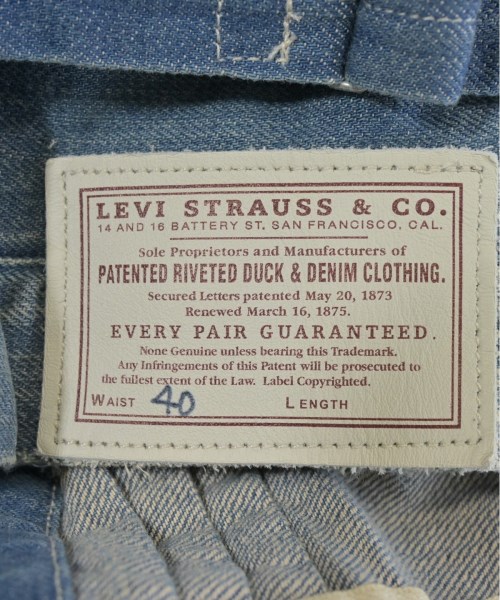 LEVI STRAUSS & CO.
14 AND 16 BATTERY ST. SAN FRANCISCO. CAL.
Sole Proprietors and Manufacturers of
PATENTED RIVETED DUCK & DENIM CLOTHING.
Secured Letters patented May 20, 1873
Renewed March 16, 1875.
EVERY PAIR GUARANTEED.
None Genuine unless bearing this Trademark.
Any Infringements of this Patent will be prosecuted to
the fullest extent of the Law. Label Copyrighted.
WAIST 40 LENGTH